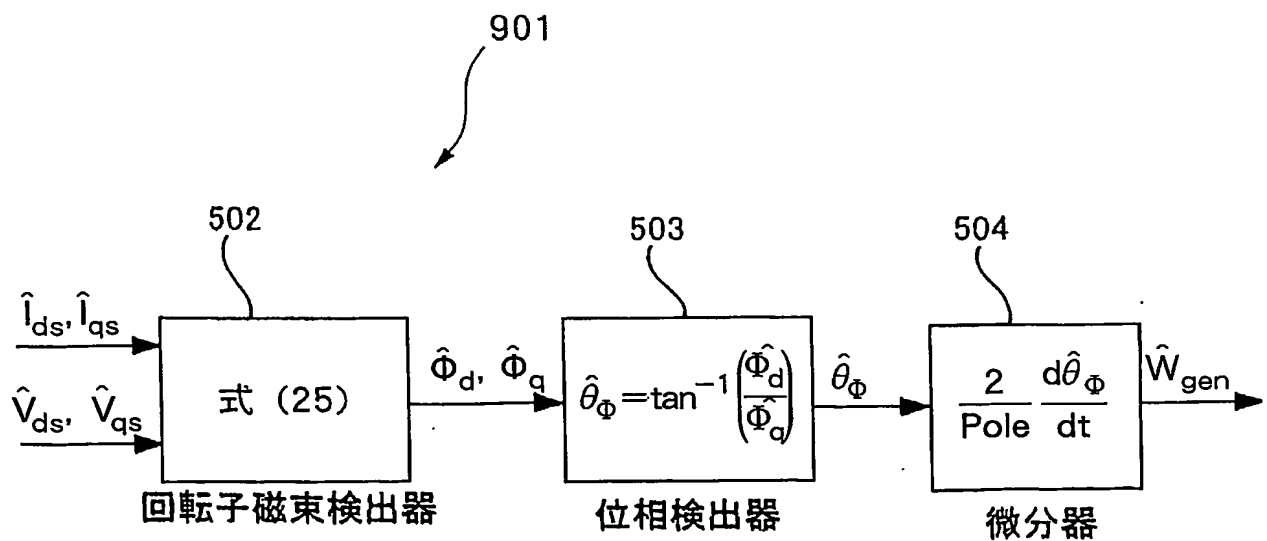 901
502
503
504
Î_ds, Î_qs
V̂_ds, V̂_qs
式 (25)
Φ̂_d, Φ̂_q
θ̂_Φ=tan⁻¹(Φ̂_d/Φ̂_q)
θ̂_Φ
2/Pole dθ̂_Φ/dt
Ŵ_gen
回転子磁束検出器
位相検出器
微分器